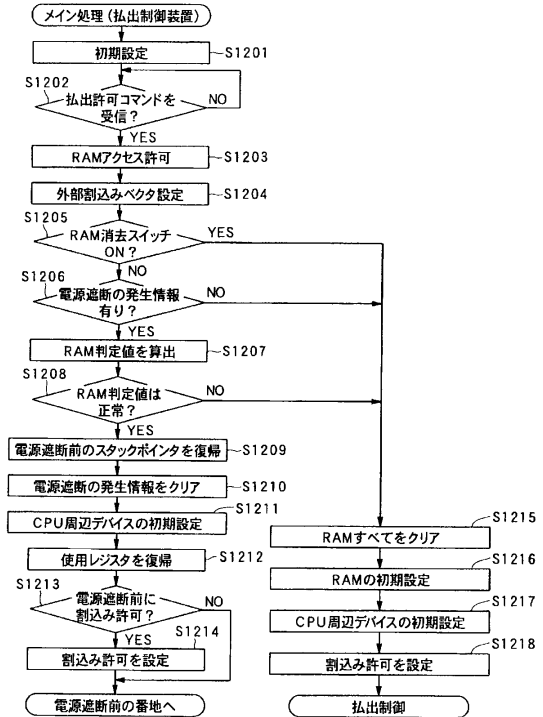 メイン処理(払出制御装置)
初期設定
S1201
S1202
払出許可コマンドを
受信?
NO
YES
RAMアクセス許可
S1203
外部割込みベクタ設定
S1204
S1205
RAM消去スイッチ
ON?
YES
NO
S1206
電源遮断の発生情報
有り?
NO
YES
RAM判定値を算出
S1207
S1208
RAM判定値は
正常?
NO
YES
電源遮断前のスタックポインタを復帰
S1209
電源遮断の発生情報をクリア
S1210
S1211
CPU周辺デバイスの初期設定
使用レジスタを復帰
S1212
S1213
電源遮断前に
割込み許可?
NO
YES
S1214
割込み許可を設定
電源遮断前の番地へ
S1215
RAMすべてをクリア
S1216
RAMの初期設定
S1217
CPU周辺デバイスの初期設定
S1218
割込み許可を設定
払出制御